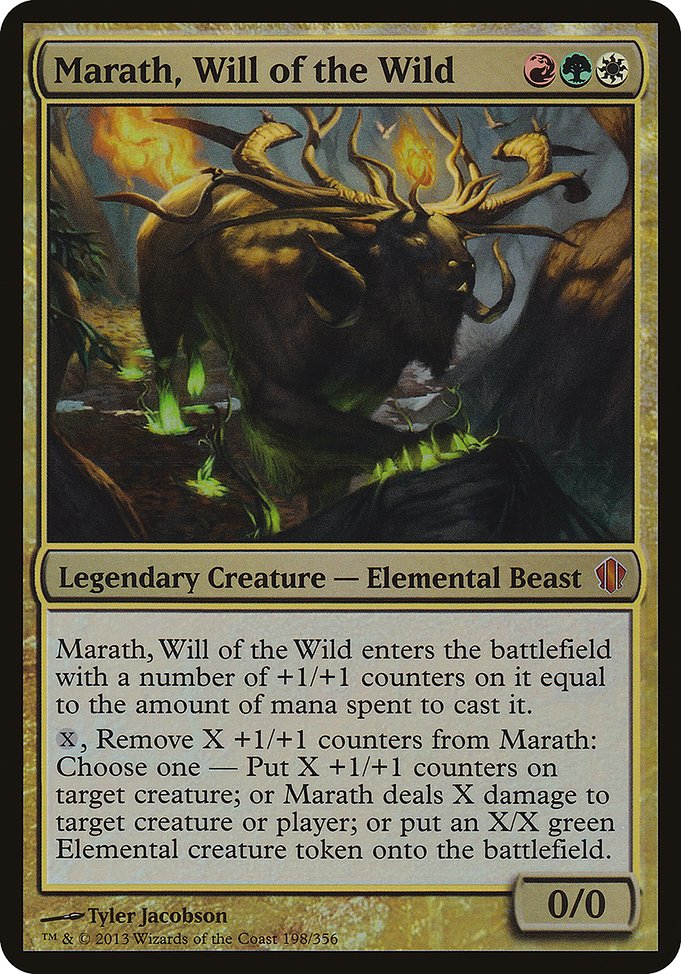 Marath, Will of the Wild
Legendary Creature — Elemental Beast
Marath, Will of the Wild enters the battlefield
with a number of +1/+1 counters on it equal
to the amount of mana spent to cast it.
X, Remove X +1/+1 counters from Marath:
Choose one — Put X +1/+1 counters on
target creature; or Marath deals X damage to
target creature or player; or put an X/X green
Elemental creature token onto the battlefield.
0/0
Tyler Jacobson
™ & © 2013 Wizards of the Coast 198/356